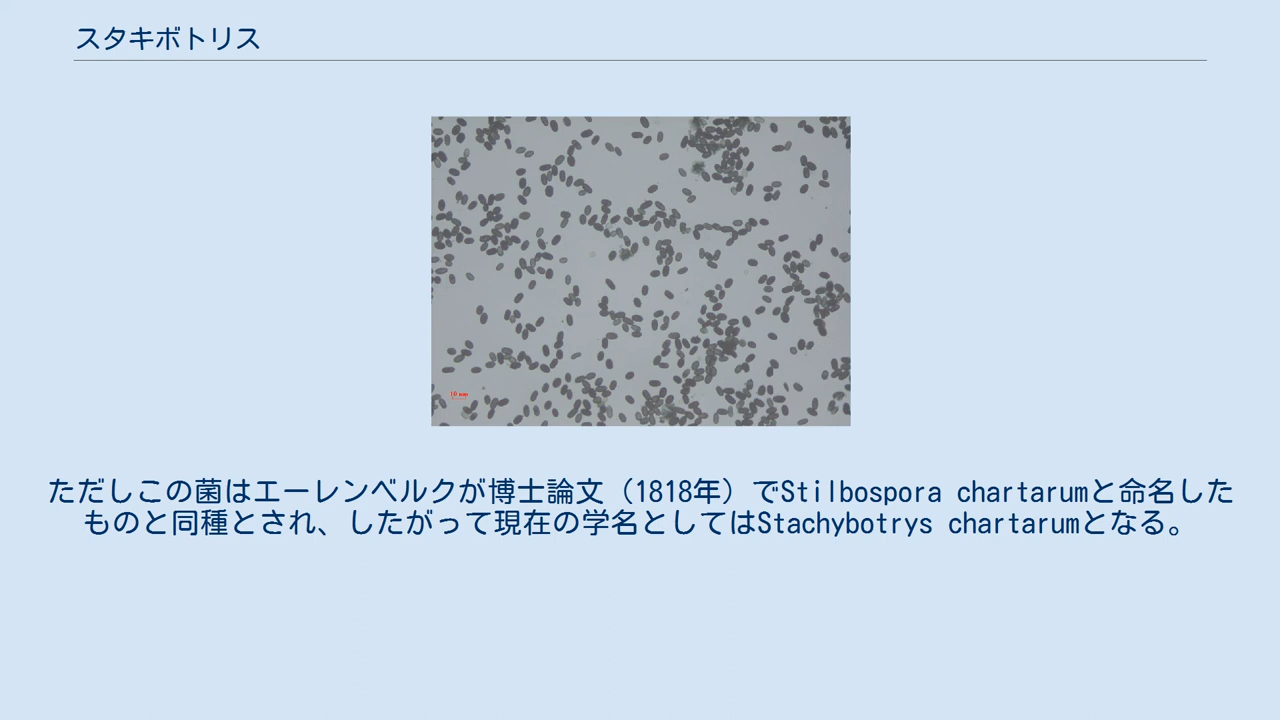 スタキボトリス
ただしこの菌はエーレンベルクが博士論文（1818年）でStilbospora chartarumと命名した
ものと同種とされ、したがって現在の学名としてはStachybotrys chartarumとなる。